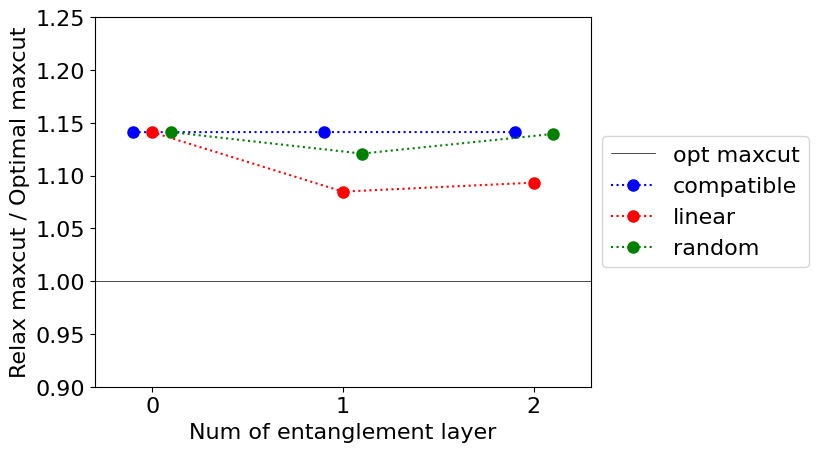 Relax maxcut / Optimal maxcut
1.25
1.20
1.15
1.10
1.05
1.00
0.95
0.90
0
1
2
Num of entanglement layer
opt maxcut
compatible
linear
random